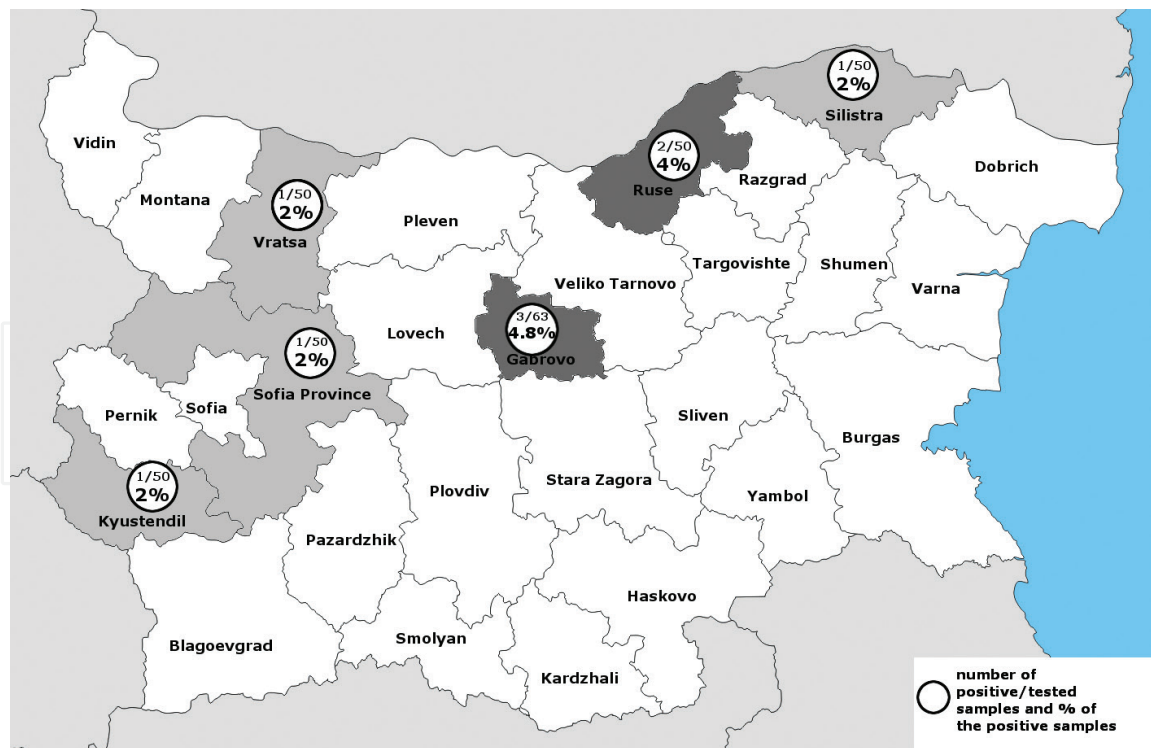 1/50
2%
Silistra
Vidin
2/50
4%
Ruse
Dobrich
Razgrad
Montana
1/50
2%
Vratsa
Pleven
Targovishte
Shumen
Veliko Tarnovo
Varna
3/63
4.8%
Gabrovo
Lovech
1/50
2%
Sofia Province
Sofia
Pernik
Sliven
Burgas
1/50
2%
Kyustendil
Plovdiv
Stara Zagora
Yambol
Pazardzhik
Haskovo
Blagoevgrad
Smolyan
Kardzhali
number of
positive/tested
samples and % of
the positive samples